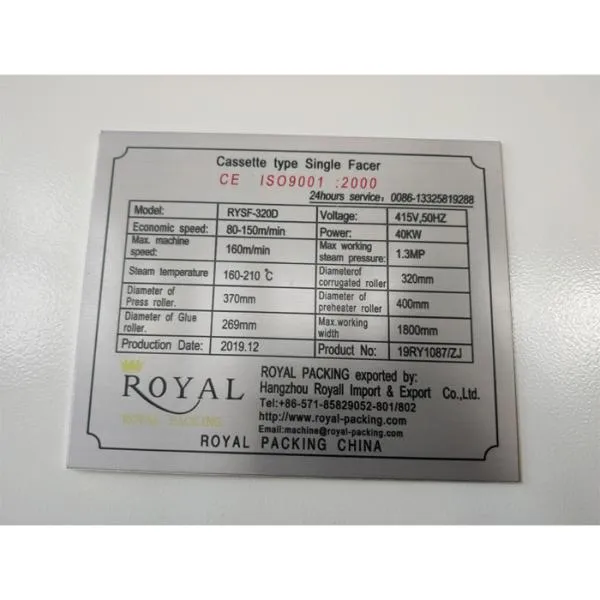 Cassette type Single Facer
CE ISO9001 :2000
24hours service: 0086-13325819288
Model: RYSF-320D Voltage: 415V,50HZ
Economic speed: 80-150m/min Power: 40KW
Max. machine speed: 160m/min Max working steam pressure: 1.3MP
Steam temperature 160-210℃ Diameterof corrugated roller 320mm
Diameter of Press roller. 370mm Diameter of preheater roller 400mm
Diameter of Glue roller. 269mm Max.working width 1800mm
Production Date: 2019.12 Product No: 19RY1087/ZJ
ROYAL
ROYAL PACKING
ROYAL PACKING exported by:
Hangzhou Royall Import & Export Co.,Ltd.
Tel:+86-571-85829052-801/802
http://www.royal-packing.com
Email:machine@royal-packing.com
ROYAL PACKING CHINA